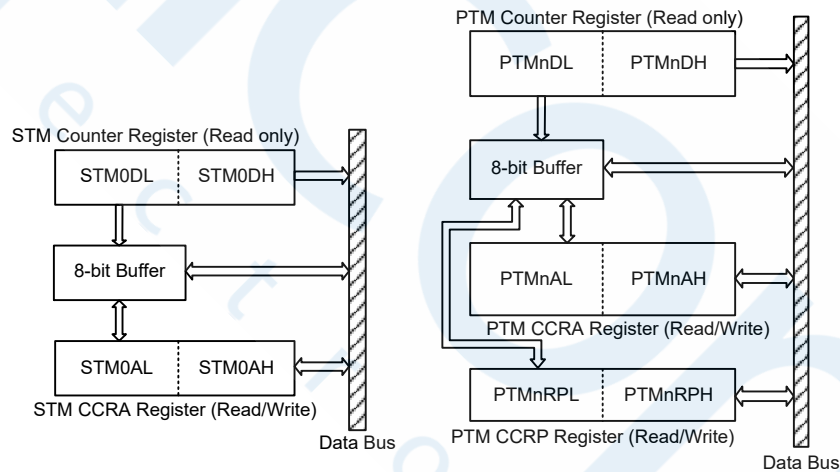 STM Counter Register (Read only)
STM0DL STM0DH
8-bit Buffer
STM0AL STM0AH
STM CCRA Register (Read/Write)
Data Bus
PTM Counter Register (Read only)
PTMnDL PTMnDH
8-bit Buffer
PTMnAL PTMnAH
PTM CCRA Register (Read/Write)
PTMnRPL PTMnRPH
PTM CCRP Register (Read/Write)
Data Bus